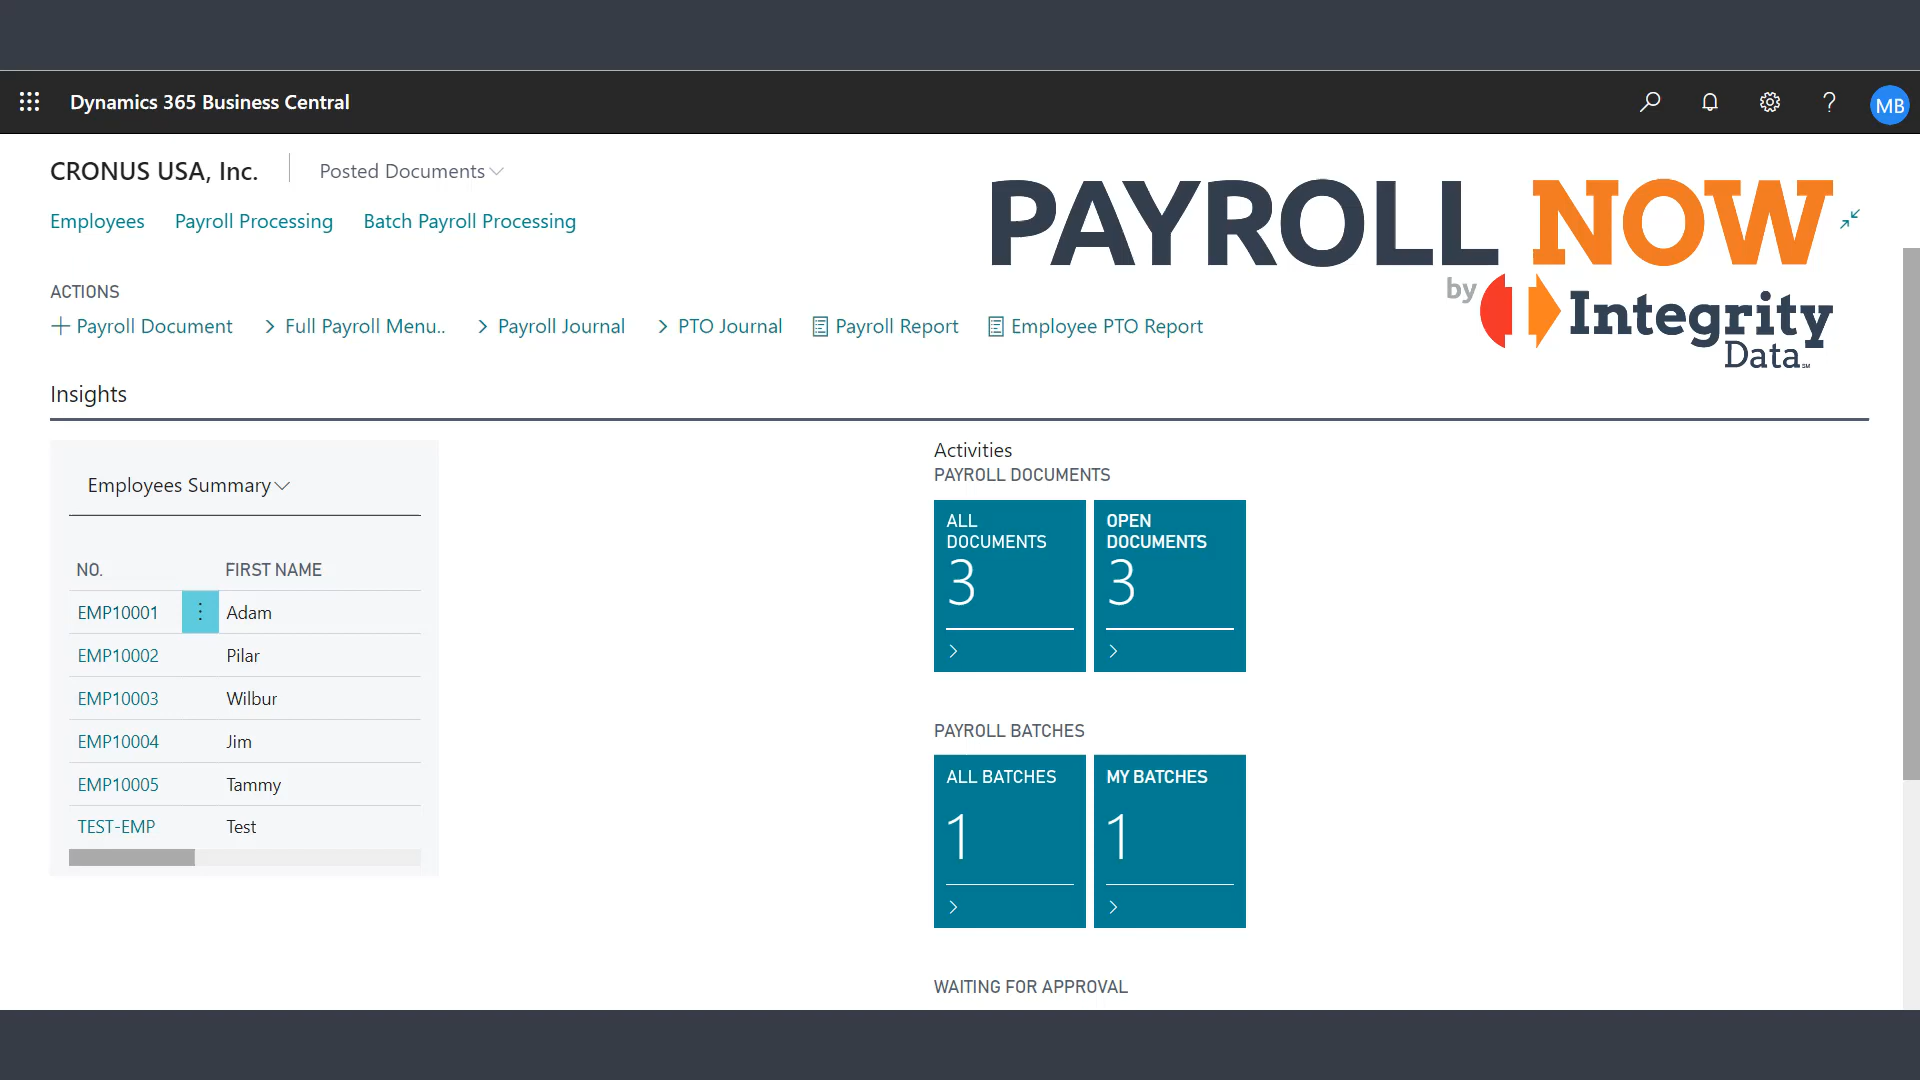 Dynamics 365 Business Central
?
MB
CRONUS USA, Inc.
Posted Documents
Employees Payroll Processing Batch Payroll Processing
PAYROLL NOW
by Integrity
Data℠
ACTIONS
Payroll Document Full Payroll Menu.. Payroll Journal PTO Journal Payroll Report Employee PTO Report
Insights
Employees Summary
NO. FIRST NAME
EMP10001 Adam
EMP10002 Pilar
EMP10003 Wilbur
EMP10004 Jim
EMP10005 Tammy
TEST-EMP Test
Activities
PAYROLL DOCUMENTS
ALL
DOCUMENTS
3
OPEN
DOCUMENTS
3
PAYROLL BATCHES
ALL BATCHES
1
MY BATCHES
1
WAITING FOR APPROVAL